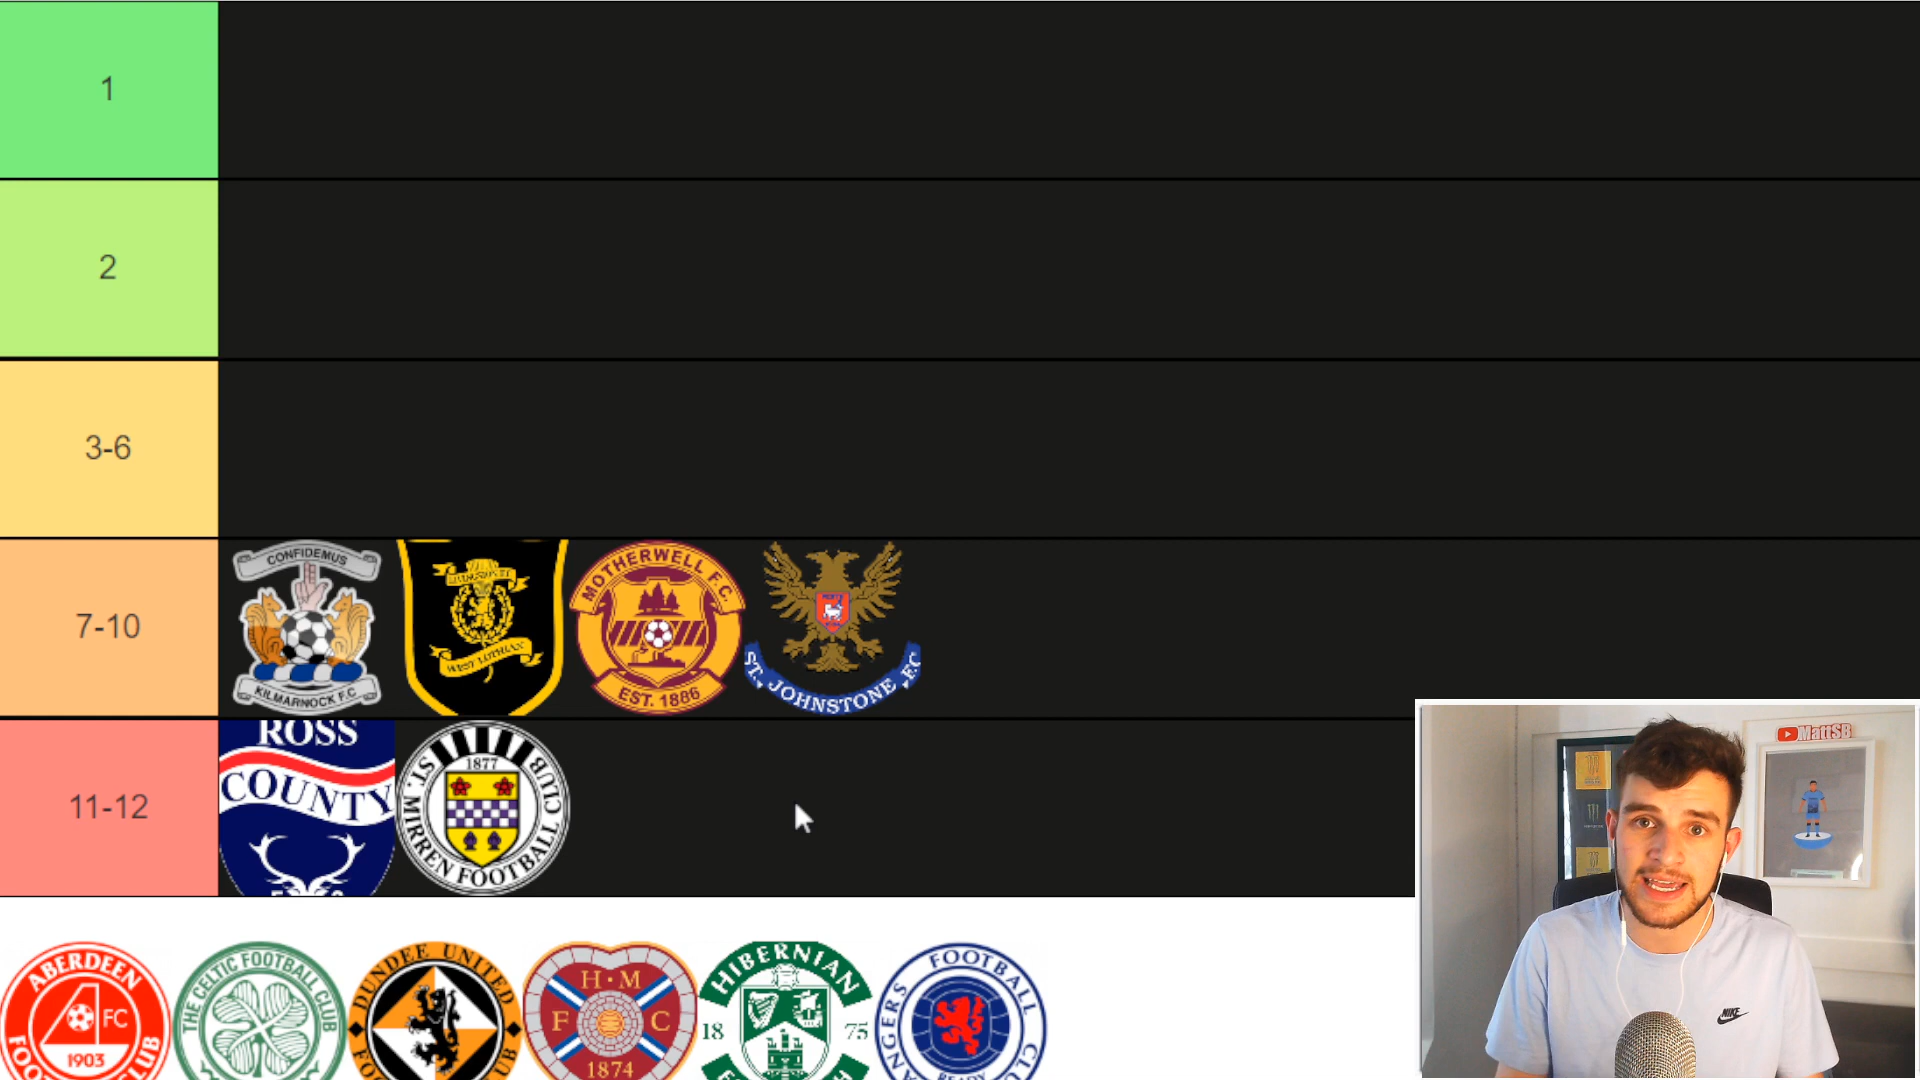 1
2
3-6
7-10
CONFIDEMUS
KILMARNOCK F.C
WEST LOTHIAN
MOTHERWELL F.C.
EST. 1886
ST. JOHNSTONE F.C
11-12
ROSS
COUNTY
1877
ST. MIRREN FOOTBALL CLUB
MattSB
NIKE
ABERDEEN
FC
1903
THE CELTIC FOOTBALL CLUB
DUNDEE UNITED
H·M
F C
1874
HIBERNIAN
18 75
FOOTBALL
READY